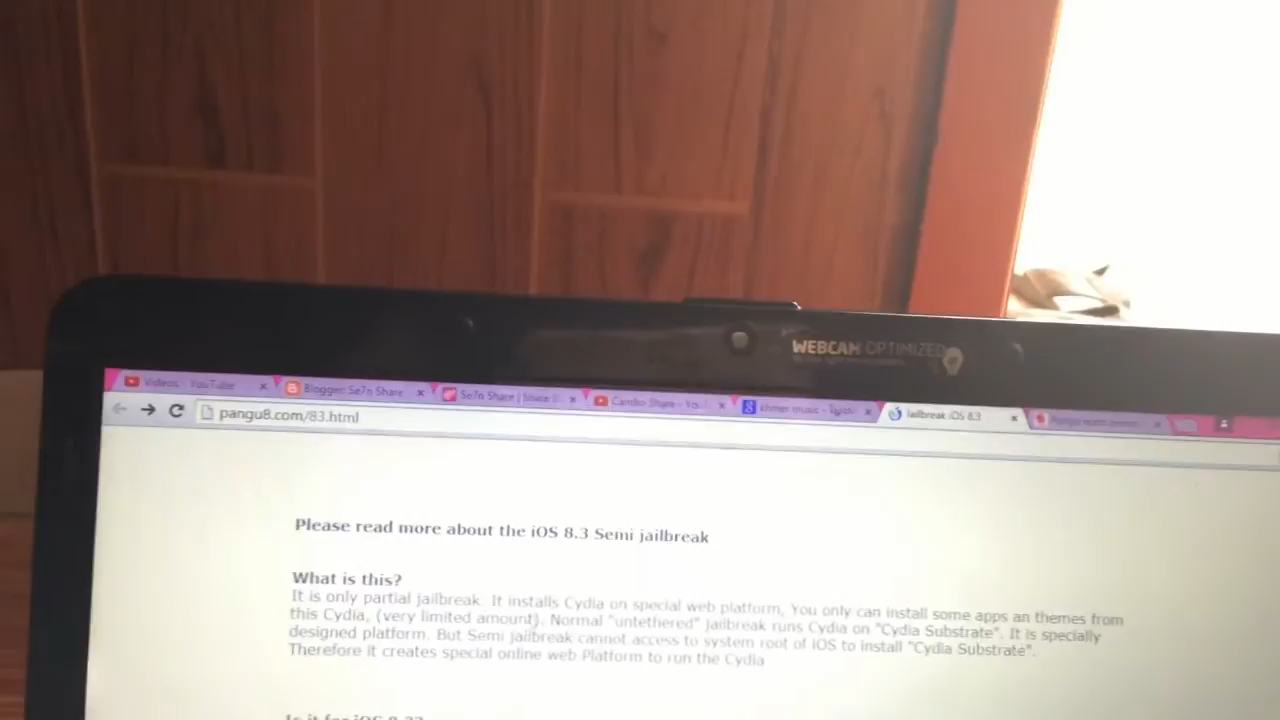 WEBCAM OPTIMIZED
Videos - YouTube
Blogger: Se7n Share
Se7n Share
Jailbreak iOS 8.3
pangu8.com/83.html
Please read more about the iOS 8.3 Semi jailbreak
What is this?
It is only partial jailbreak. It installs Cydia on special web platform, You only can install some apps an themes from
this Cydia, (very limited amount). Normal "untethered" jailbreak runs Cydia on "Cydia Substrate". It is specially
designed platform. But Semi jailbreak cannot access to system root of iOS to install "Cydia Substrate".
Therefore it creates special online web Platform to run the Cydia
Is it for iOS